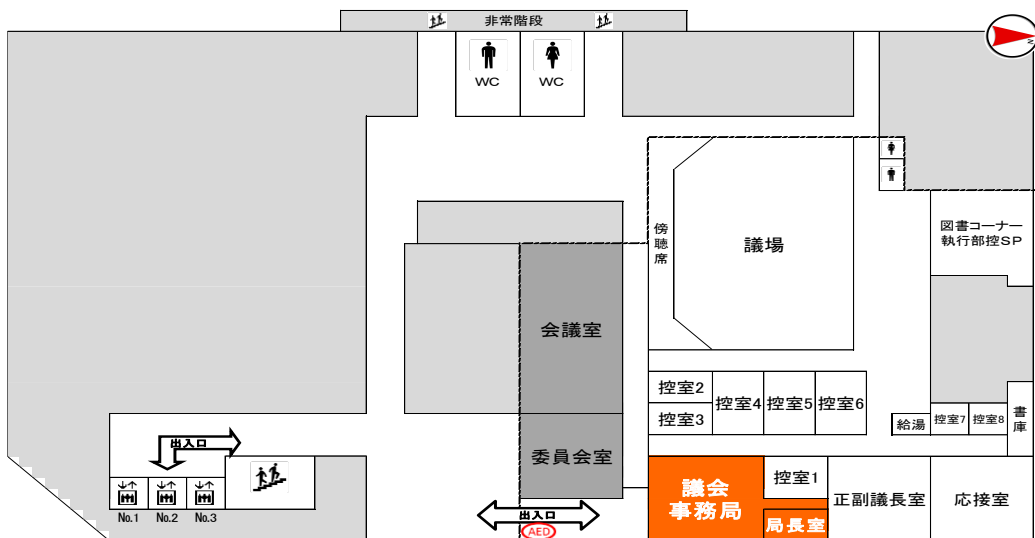 非常階段
WC
WC
N
図書コーナー
執行部控SP
傍聴席
議場
会議室
控室2
控室3
控室4
控室5
控室6
給湯
控室7
控室8
書庫
出入口
委員会室
議会
事務局
控室1
局長室
正副議長室
応接室
No.1
No.2
No.3
出入口
AED